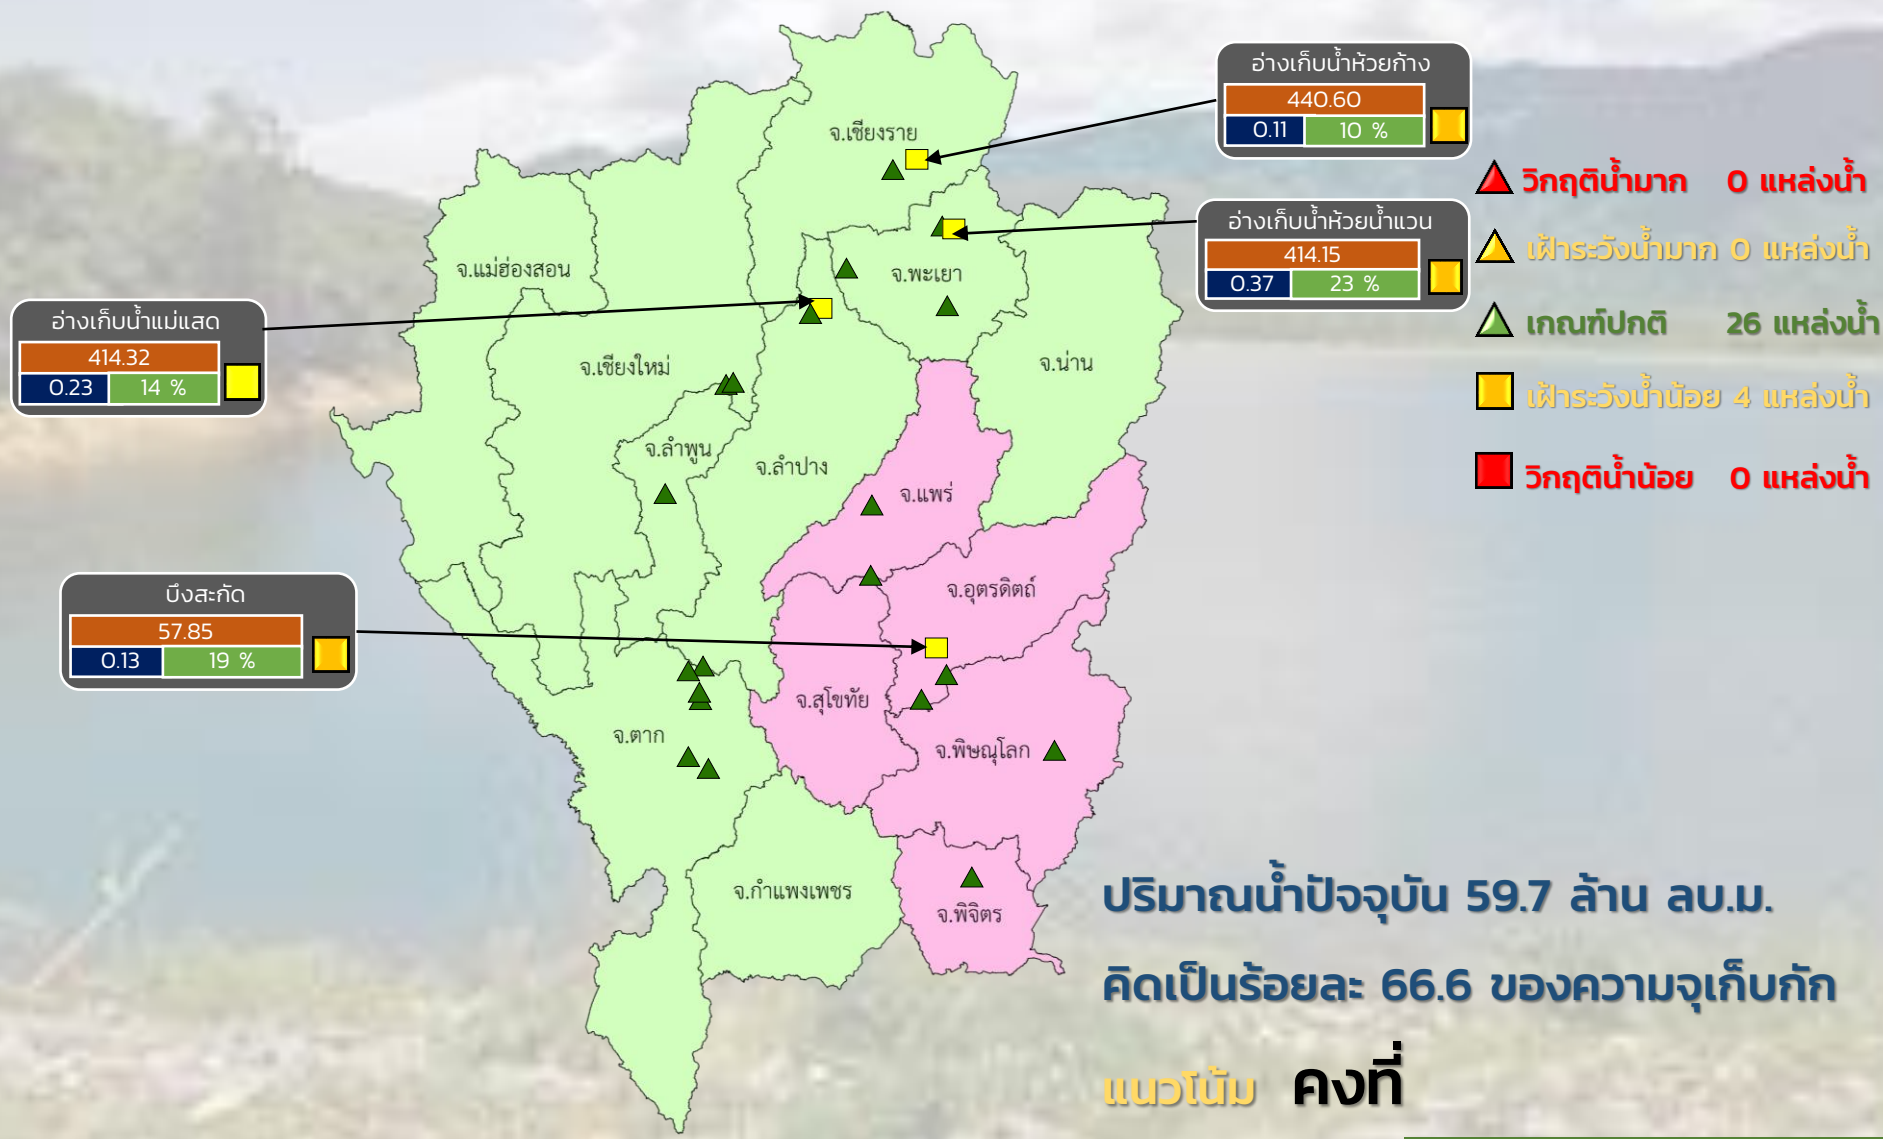 อ่างเก็บน้ำห้วยก้าง
440.60
0.11 10 %
จ.เชียงราย
วิกฤติน้ำมาก 0 แหล่งน้ำ
อ่างเก็บน้ำห้วยน้ำแวน
414.15
0.37 23 %
เฝ้าระวังน้ำมาก 0 แหล่งน้ำ
จ.แม่ฮ่องสอน
จ.พะเยา
อ่างเก็บน้ำแม่แสด
414.32
0.23 14 %
เกณฑ์ปกติ 26 แหล่งน้ำ
จ.เชียงใหม่
จ.น่าน
เฝ้าระวังน้ำน้อย 4 แหล่งน้ำ
จ.ลำพูน
จ.ลำปาง
วิกฤติน้ำน้อย 0 แหล่งน้ำ
จ.แพร่
บึงสะกัด
57.85
0.13 19 %
จ.อุตรดิตถ์
จ.สุโขทัย
จ.ตาก
จ.พิษณุโลก
จ.กำแพงเพชร
จ.พิจิตร
ปริมาณน้ำปัจจุบัน 59.7 ล้าน ลบ.ม.
คิดเป็นร้อยละ 66.6 ของความจุเก็บกัก
แนวโน้ม คงที่